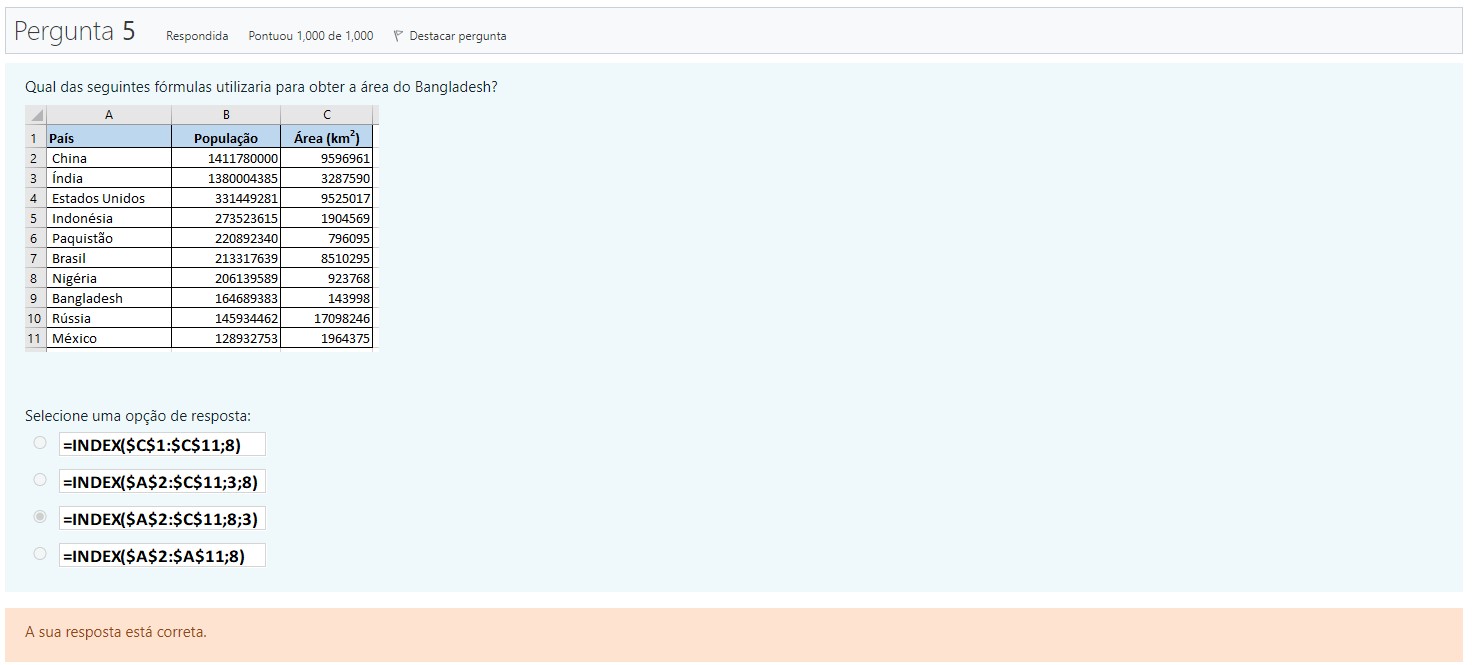 Pergunta 5 Respondida Pontuou 1,000 de 1,000 Destacar pergunta
Qual das seguintes fórmulas utilizaria para obter a área do Bangladesh?
A B C
1 País População Área (km²)
2 China 1411780000 9596961
3 Índia 1380004385 3287590
4 Estados Unidos 331449281 9525017
5 Indonésia 273523615 1904569
6 Paquistão 220892340 796095
7 Brasil 213317639 8510295
8 Nigéria 206139589 923768
9 Bangladesh 164689383 143998
10 Rússia 145934462 17098246
11 México 128932753 1964375
Selecione uma opção de resposta:
=INDEX($C$1:$C$11;8)
=INDEX($A$2:$C$11;3;8)
=INDEX($A$2:$C$11;8;3)
=INDEX($A$2:$A$11;8)
A sua resposta está correta.